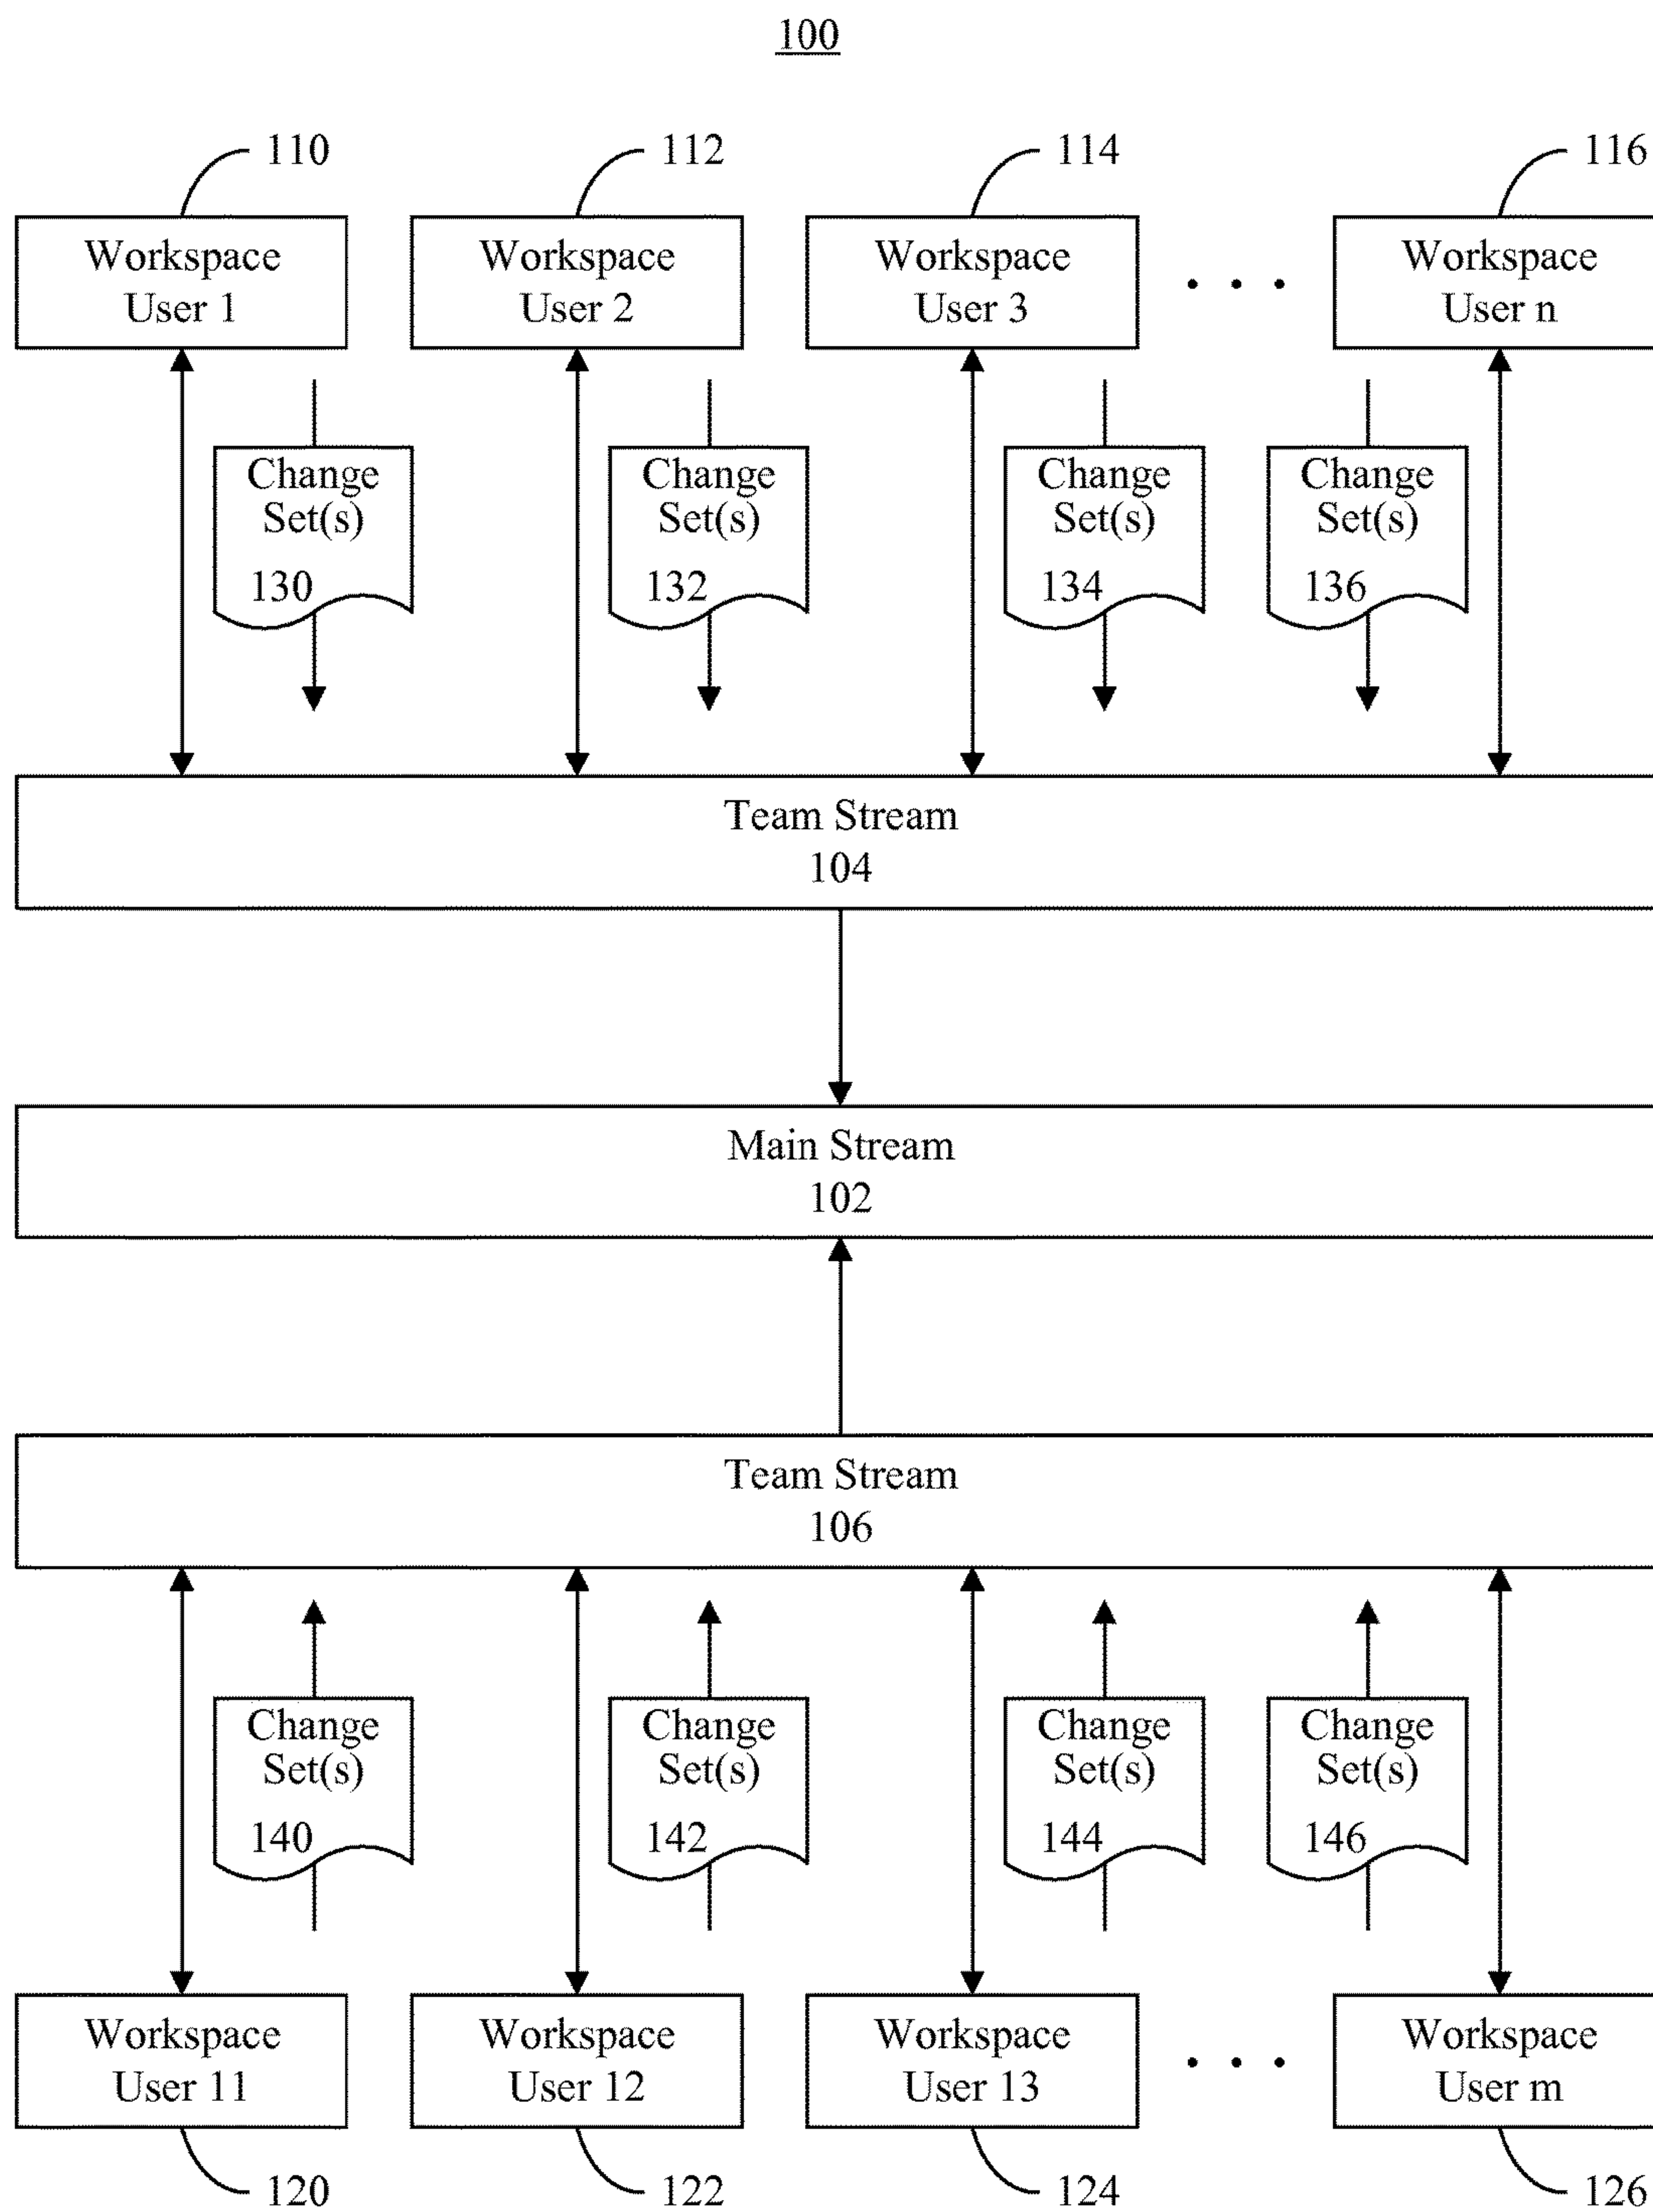 100
110
112
114
116
Workspace
User 1
Workspace
User 2
Workspace
User 3
. . .
Workspace
User n
Change
Set(s)
130
Change
Set(s)
132
Change
Set(s)
134
Change
Set(s)
136
Team Stream
104
Main Stream
102
Team Stream
106
Change
Set(s)
140
Change
Set(s)
142
Change
Set(s)
144
Change
Set(s)
146
Workspace
User 11
Workspace
User 12
Workspace
User 13
. . .
Workspace
User m
120
122
124
126